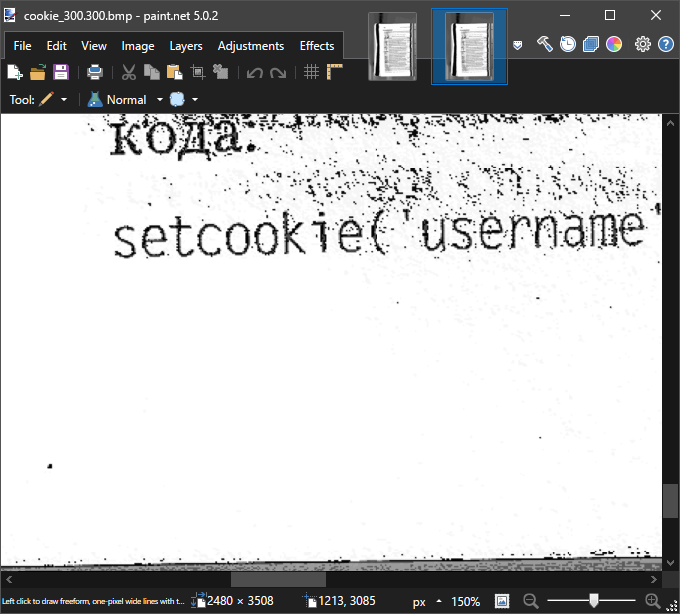 cookie_300.300.bmp - paint.net 5.0.2
File Edit View Image Layers Adjustments Effects
Tool: Normal
кода.
setcookie('username'
Left click to draw freeform, one-pixel wide lines with t... 2480 × 3508 1213, 3085 px 150%